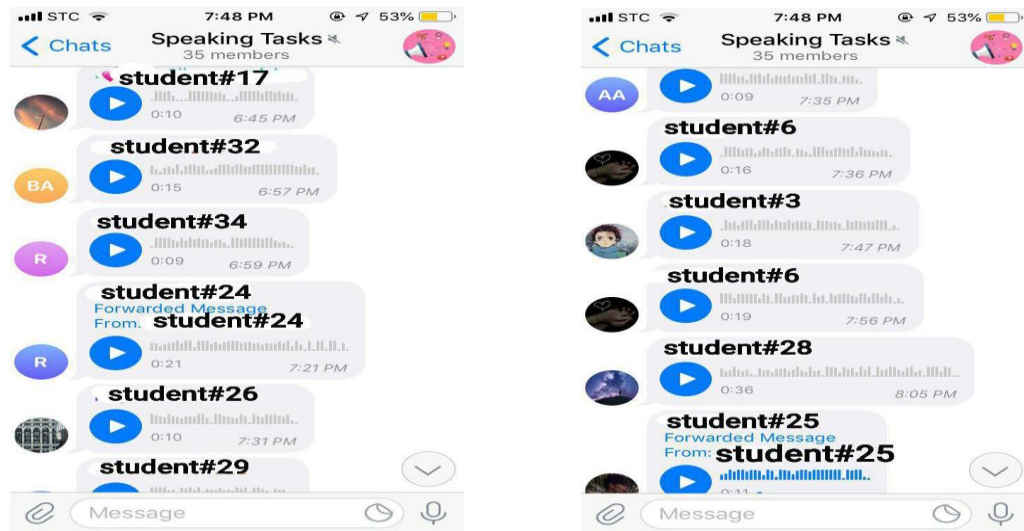 STC 7:48 PM 53%
Chats Speaking Tasks
35 members
student#17
0:10 6:45 PM
student#32
BA
0:15 6:57 PM
student#34
R
0:09 6:59 PM
student#24
Forwarded Message
From: student#24
R
0:21 7:21 PM
student#26
0:10 7:31 PM
student#29
Message
STC 7:48 PM 53%
Chats Speaking Tasks
35 members
AA
0:09 7:35 PM
student#6
0:16 7:36 PM
student#3
0:18 7:47 PM
student#6
0:19 7:56 PM
student#28
0:36 8:05 PM
student#25
Forwarded Message
From: student#25
0:11
Message